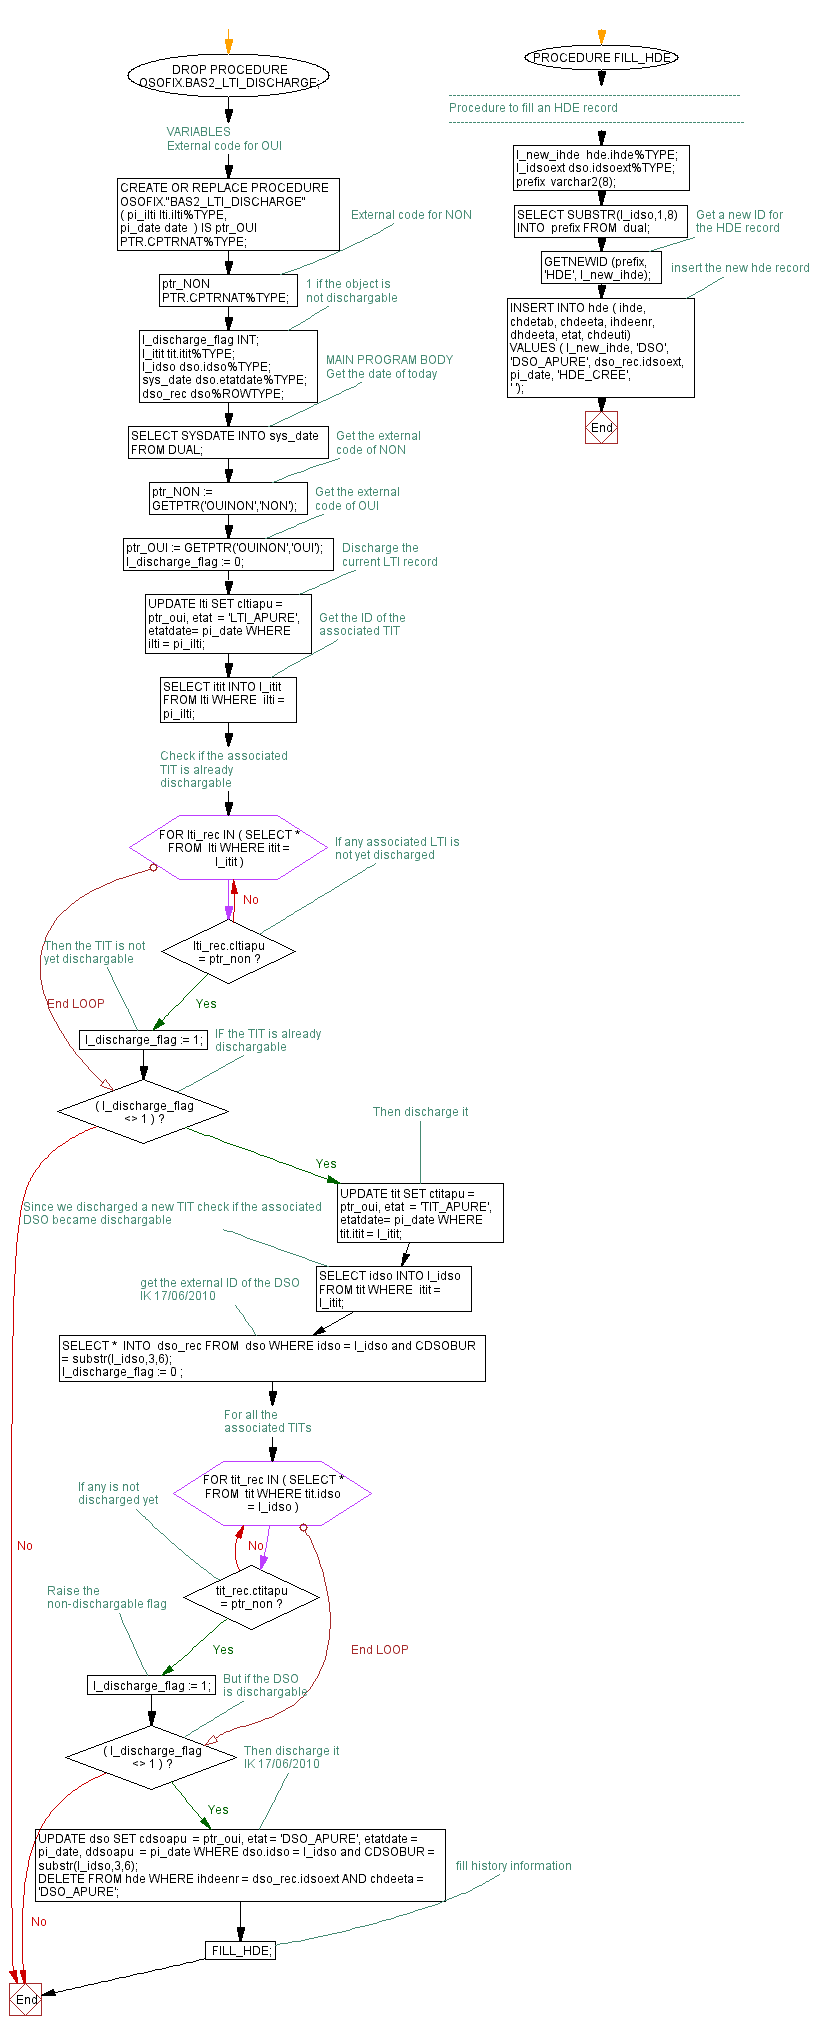 DROP PROCEDURE
OSOFIX.BAS2_LTI_DISCHARGE;
VARIABLES
External code for OUI
CREATE OR REPLACE PROCEDURE
OSOFIX."BAS2_LTI_DISCHARGE"
( pi_ilti lti.ilti%TYPE,
pi_date date ) IS ptr_OUI
PTR.CPTRNAT%TYPE;
External code for NON
ptr_NON
PTR.CPTRNAT%TYPE;
1 if the object is
not dischargable
l_discharge_flag INT;
l_itit tit.itit%TYPE;
l_idso dso.idso%TYPE;
sys_date dso.etatdate%TYPE;
dso_rec dso%ROWTYPE;
MAIN PROGRAM BODY
Get the date of today
SELECT SYSDATE INTO sys_date
FROM DUAL;
Get the external
code of NON
ptr_NON :=
GETPTR('OUINON','NON');
Get the external
code of OUI
ptr_OUI := GETPTR('OUINON','OUI');
l_discharge_flag := 0;
Discharge the
current LTI record
UPDATE lti SET cltiapu =
ptr_oui, etat = 'LTI_APURE',
etatdate= pi_date WHERE
ilti = pi_ilti;
Get the ID of the
associated TIT
SELECT itit INTO l_itit
FROM lti WHERE ilti =
pi_ilti;
Check if the associated
TIT is already
dischargable
FOR lti_rec IN ( SELECT *
FROM lti WHERE itit =
l_itit )
If any associated LTI is
not yet discharged
No
lti_rec.cltiapu
= ptr_non ?
Then the TIT is not
yet dischargable
End LOOP
Yes
l_discharge_flag := 1;
IF the TIT is already
dischargable
( l_discharge_flag
<> 1 ) ?
Then discharge it
Yes
UPDATE tit SET ctitapu =
ptr_oui, etat = 'TIT_APURE',
etatdate= pi_date WHERE
tit.itit = l_itit;
Since we discharged a new TIT check if the associated
DSO became dischargable
SELECT idso INTO l_idso
FROM tit WHERE itit =
l_itit;
get the external ID of the DSO
IK 17/06/2010
SELECT * INTO dso_rec FROM dso WHERE idso = l_idso and CDSOBUR
= substr(l_idso,3,6);
l_discharge_flag := 0 ;
For all the
associated TITs
FOR tit_rec IN ( SELECT *
FROM tit WHERE tit.idso
= l_idso )
If any is not
discharged yet
No
No
tit_rec.ctitapu
= ptr_non ?
Raise the
non-dischargable flag
Yes
End LOOP
l_discharge_flag := 1;
But if the DSO
is dischargable
( l_discharge_flag
<> 1 ) ?
Then discharge it
IK 17/06/2010
Yes
UPDATE dso SET cdsoapu = ptr_oui, etat = 'DSO_APURE', etatdate =
pi_date, ddsoapu = pi_date WHERE dso.idso = l_idso and CDSOBUR =
substr(l_idso,3,6);
DELETE FROM hde WHERE ihdeenr = dso_rec.idsoext AND chdeeta =
'DSO_APURE';
fill history information
No
FILL_HDE;
End
PROCEDURE FILL_HDE
--------------------------------------------------------------------------
Procedure to fill an HDE record
---------------------------------------------------------------------------
l_new_ihde hde.ihde%TYPE;
l_idsoext dso.idsoext%TYPE;
prefix varchar2(8);
SELECT SUBSTR(l_idso,1,8)
INTO prefix FROM dual;
Get a new ID for
the HDE record
GETNEWID (prefix,
'HDE', l_new_ihde);
insert the new hde record
INSERT INTO hde ( ihde,
chdetab, chdeeta, ihdeenr,
dhdeeta, etat, chdeuti)
VALUES ( l_new_ihde, 'DSO',
'DSO_APURE', dso_rec.idsoext,
pi_date, 'HDE_CREE',
' ');
End